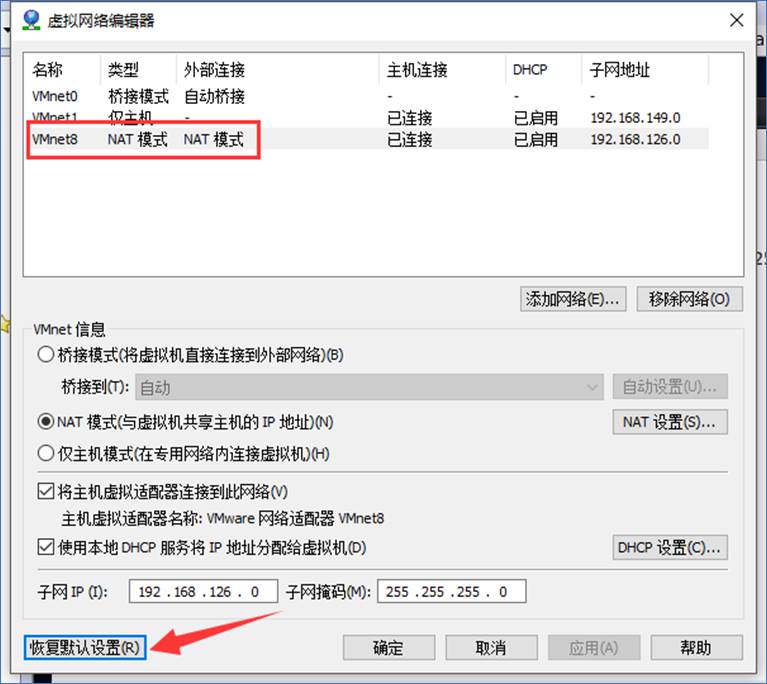 虚拟网络编辑器
名称 类型 外部连接 主机连接 DHCP 子网地址
VMnet0 桥接模式 自动桥接 - - -
VMnet1 仅主机... - 已连接 已启用 192.168.149.0
VMnet8 NAT 模式 NAT 模式 已连接 已启用 192.168.126.0
添加网络(E)... 移除网络(O)
VMnet 信息
桥接模式(将虚拟机直接连接到外部网络)(B)
桥接到(T): 自动 自动设置(U)...
NAT 模式(与虚拟机共享主机的 IP 地址)(N) NAT 设置(S)...
仅主机模式(在专用网络内连接虚拟机)(H)
将主机虚拟适配器连接到此网络(V)
主机虚拟适配器名称: VMware 网络适配器 VMnet8
使用本地 DHCP 服务将 IP 地址分配给虚拟机(D) DHCP 设置(C)...
子网 IP (I): 192 .168 .126 . 0 子网掩码(M): 255 .255 .255 . 0
恢复默认设置(R) 确定 取消 应用(A) 帮助